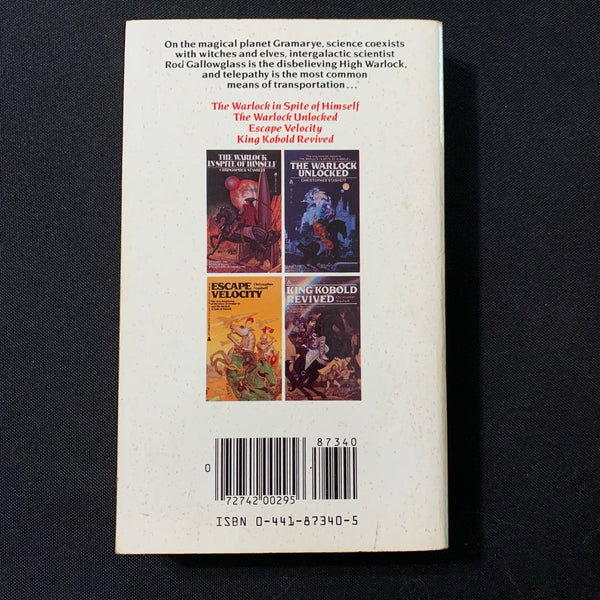 On the magical planet Gramarye, science coexists
with witches and elves, intergalactic scientist
Rod Gallowglass is the disbelieving High Warlock,
and telepathy is the most common
means of transportation...
The Warlock in Spite of Himself
The Warlock Unlocked
Escape Velocity
King Kobold Revived
THE WARLOCK
IN SPITE OF HIMSELF
CHRISTOPHER STASHEFF
THE WARLOCK
UNLOCKED
CHRISTOPHER STASHEFF
ESCAPE
VELOCITY
Christopher
Stasheff
KING KOBOLD
REVIVED
Christopher
Stasheff
87340
0
72742 00295
ISBN 0-441-87340-5